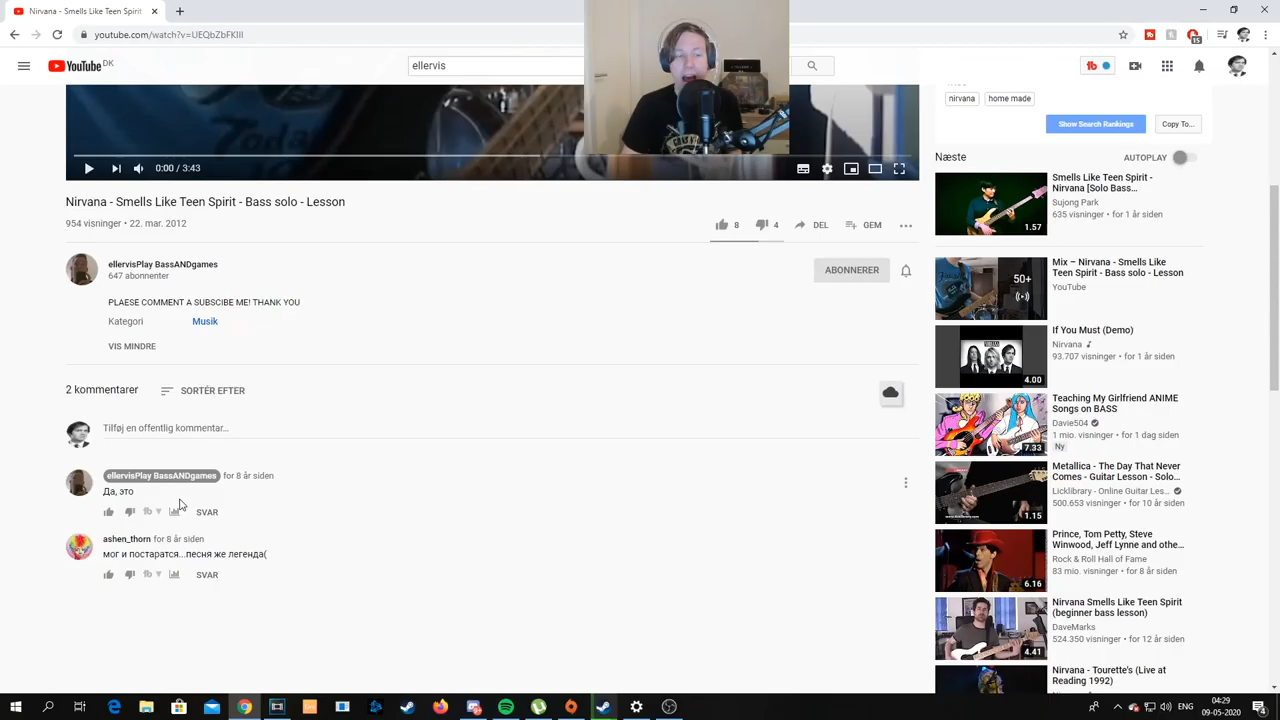 Nirvana - Smells Like Teen Spirit
youtube.com/watch?v=UEQbZbFKIII
15
YouTube DK
ellervis
nirvana
home made
Show Search Rankings
Copy To...
0:00 / 3:43
Næste
AUTOPLAY
Nirvana - Smells Like Teen Spirit - Bass solo - Lesson
954 visninger • 22. mar. 2012
8
4
DEL
GEM
ellervisPlay BassANDgames
647 abonnenter
ABONNERER
PLAESE COMMENT A SUBSCIBE ME! THANK YOU
Kategori
Musik
VIS MINDRE
2 kommentarer
SORTÉR EFTER
Tilføj en offentlig kommentar...
ellervisPlay BassANDgames for 8 år siden
Да, это
SVAR
ashen_thorn for 8 år siden
мог и постаратся...песня же легенда(
SVAR
Smells Like Teen Spirit -
Nirvana [Solo Bass...
Sujong Park
635 visninger • for 1 år siden
1.57
Mix – Nirvana - Smells Like
Teen Spirit - Bass solo - Lesson
YouTube
50+
If You Must (Demo)
Nirvana
93.707 visninger • for 1 år siden
4.00
Teaching My Girlfriend ANIME
Songs on BASS
Davie504
1 mio. visninger • for 1 dag siden
Ny
7.33
Metallica - The Day That Never
Comes - Guitar Lesson - Solo...
Licklibrary - Online Guitar Les...
500.653 visninger • for 10 år siden
1.15
Prince, Tom Petty, Steve
Winwood, Jeff Lynne and othe...
Rock & Roll Hall of Fame
83 mio. visninger • for 8 år siden
6.16
Nirvana Smells Like Teen Spirit
(beginner bass lesson)
DaveMarks
524.350 visninger • for 12 år siden
4.41
Nirvana - Tourette's (Live at
Reading 1992)
ENG
04:29
09-05-2020
4